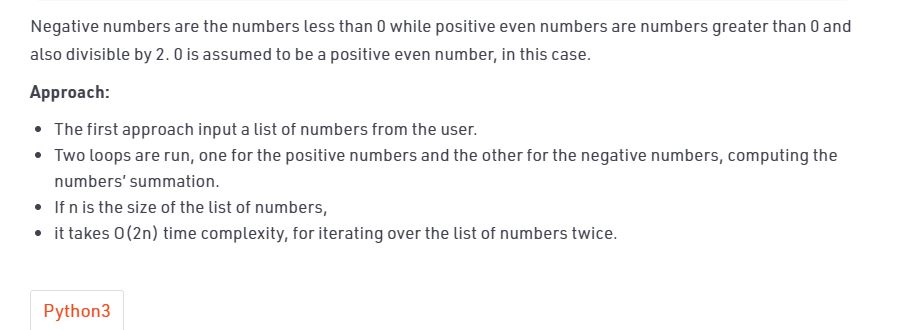 Negative numbers are the numbers less than 0 while positive even numbers are numbers greater than 0 and
also divisible by 2. 0 is assumed to be a positive even number, in this case.
Approach:
• The first approach input a list of numbers from the user.
• Two loops are run, one for the positive numbers and the other for the negative numbers, computing the
numbers' summation.
• If n is the size of the list of numbers,
• it takes O(2n) time complexity, for iterating over the list of numbers twice.
Python3